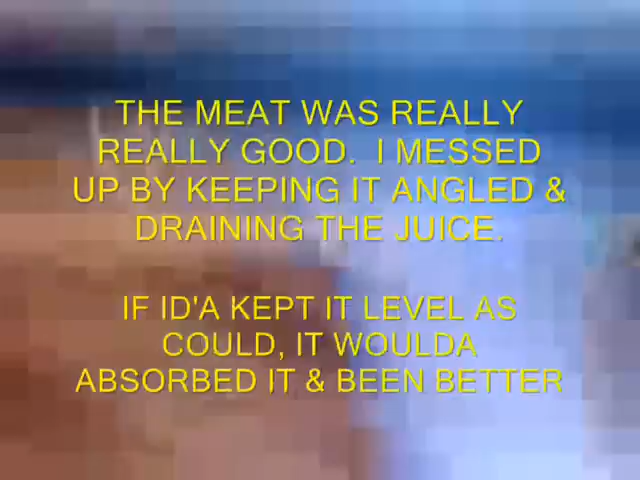 THE MEAT WAS REALLY
REALLY GOOD.  I MESSED
UP BY KEEPING IT ANGLED &
DRAINING THE JUICE.
IF ID'A KEPT IT LEVEL AS
COULD, IT WOULDA
ABSORBED IT & BEEN BETTER